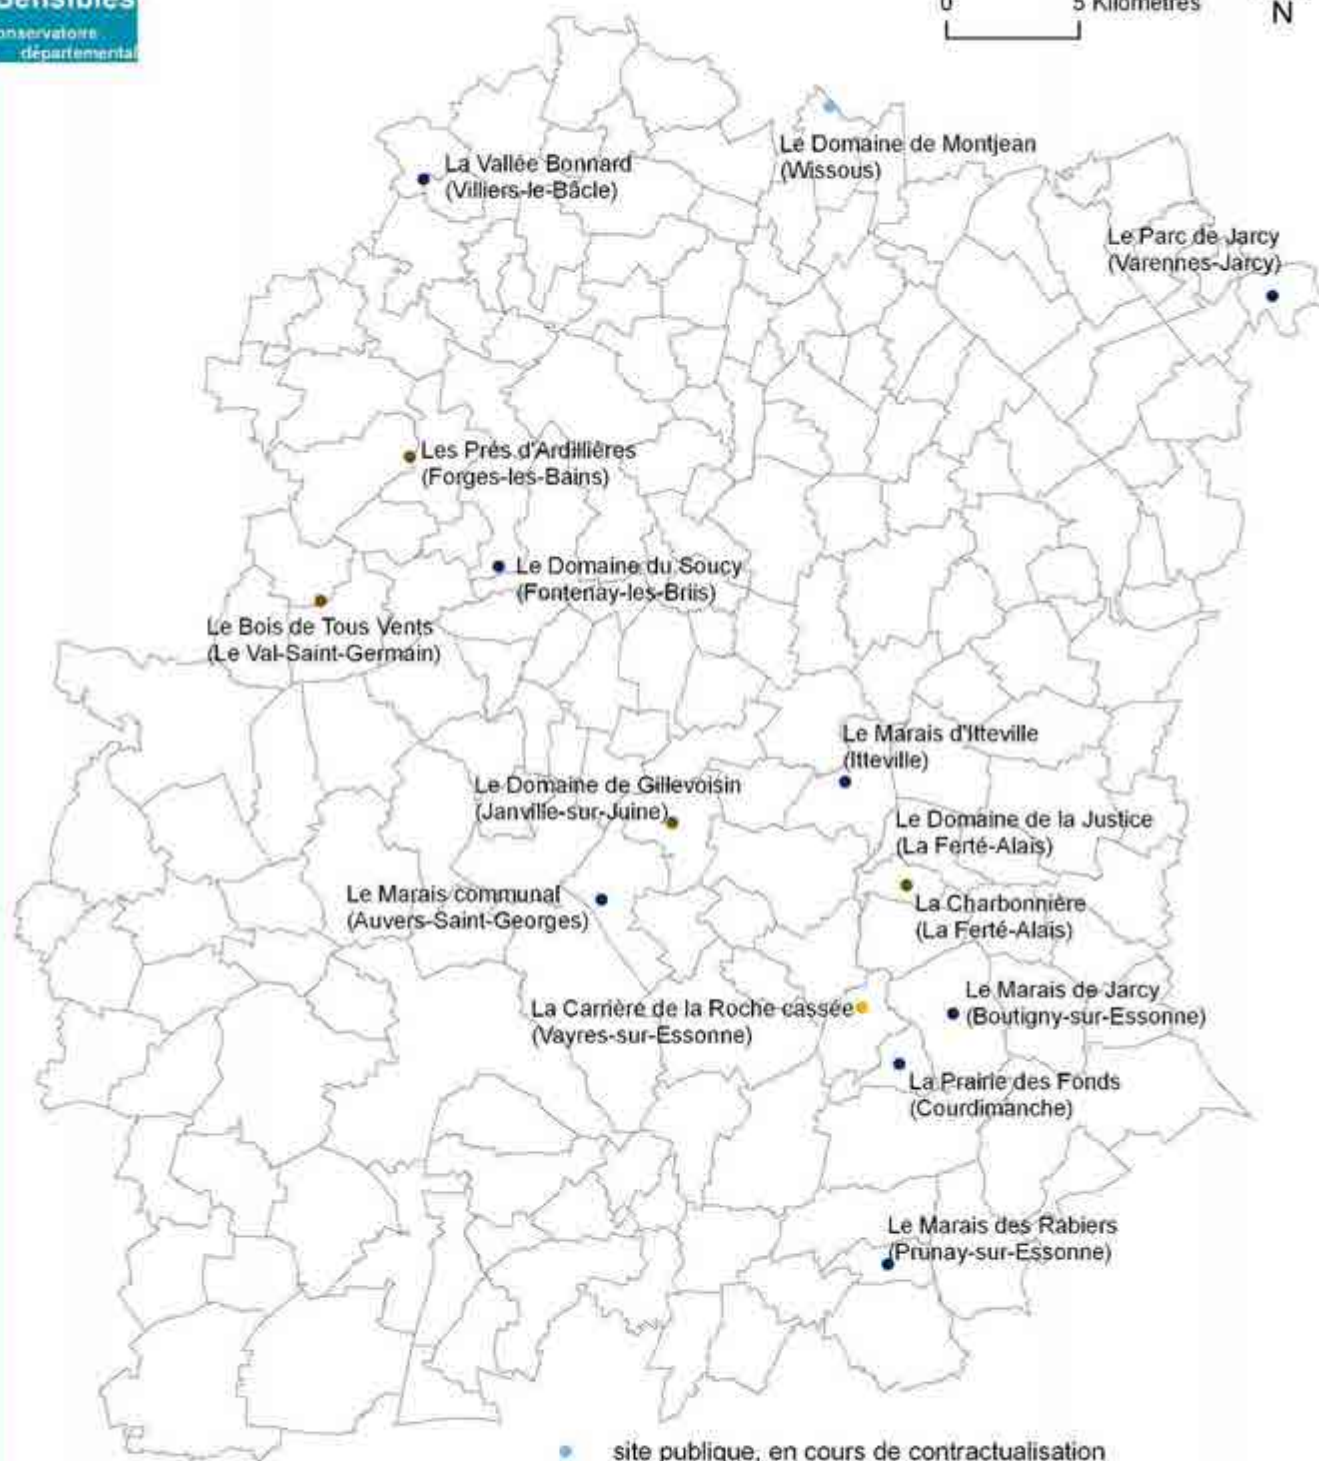 Sensibles
conservatoire
départemental
0 5 Kilomètres
N
Le Domaine de Montjean
(Wissous)
La Vallée Bonnard
(Villiers-le-Bâcle)
Le Parc de Jarcy
(Varennes-Jarcy)
Les Prés d'Ardillières
(Forges-les-Bains)
Le Domaine du Soucy
(Fontenay-les-Briis)
Le Bois de Tous Vents
(Le Val-Saint-Germain)
Le Marais d'Itteville
(Itteville)
Le Domaine de Gillevoisin
(Janville-sur-Juine)
Le Domaine de la Justice
(La Ferté-Alais)
Le Marais communal
(Auvers-Saint-Georges)
La Charbonnière
(La Ferté-Alais)
La Carrière de la Roche cassée
(Vayres-sur-Essonne)
Le Marais de Jarcy
(Boutigny-sur-Essonne)
La Prairie des Fonds
(Courdimanche)
Le Marais des Rabiers
(Prunay-sur-Essonne)
site publique, en cours de contractualisation